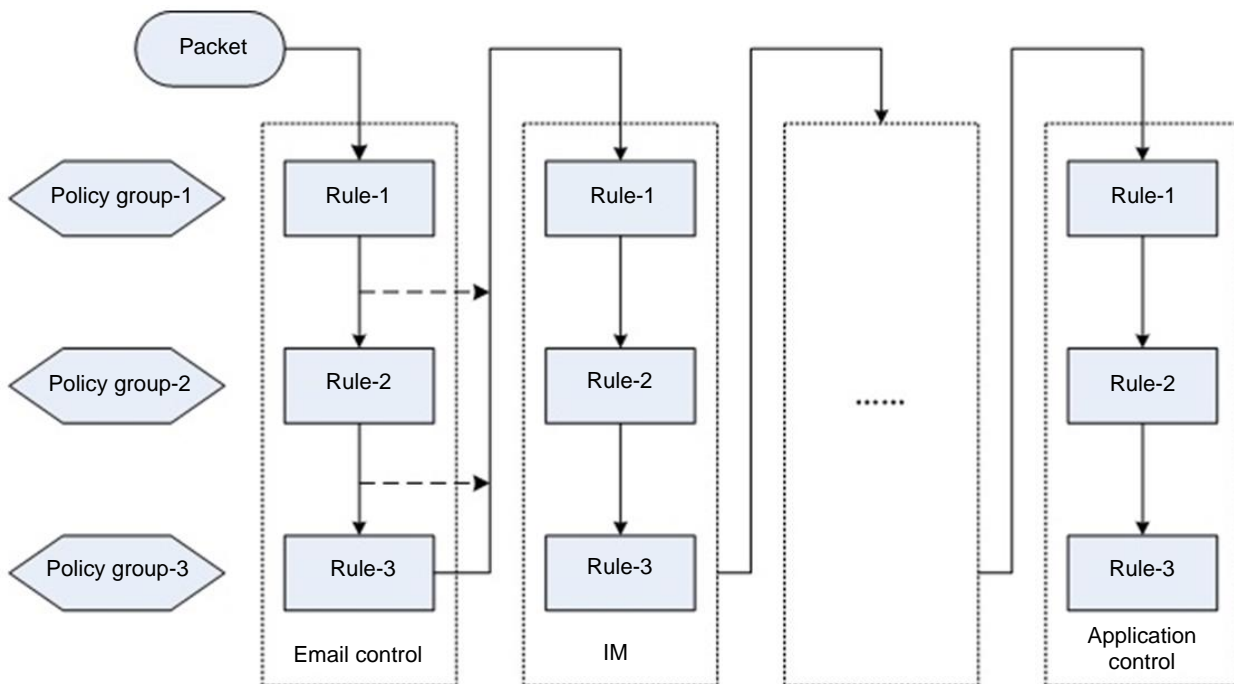 Packet
Policy group-1
Rule-1
Rule-1
Rule-1
Policy group-2
Rule-2
Rule-2
......
Rule-2
Policy group-3
Rule-3
Rule-3
Rule-3
Email control
IM
Application
control